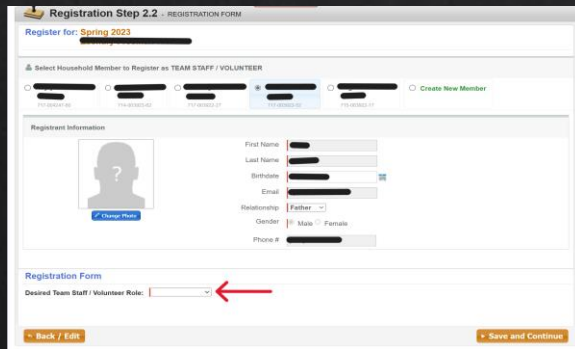 Registration Step 2.2 - REGISTRATION FORM
Register for: Spring 2023
Select Household Member to Register as TEAM STAFF / VOLUNTEER
Create New Member
Registrant Information
First Name
Last Name
Birthdate
Email
Relationship Father
Gender Male Female
Phone #
?
Change Photo
Registration Form
Desired Team Staff / Volunteer Role:
Back / Edit
Save and Continue